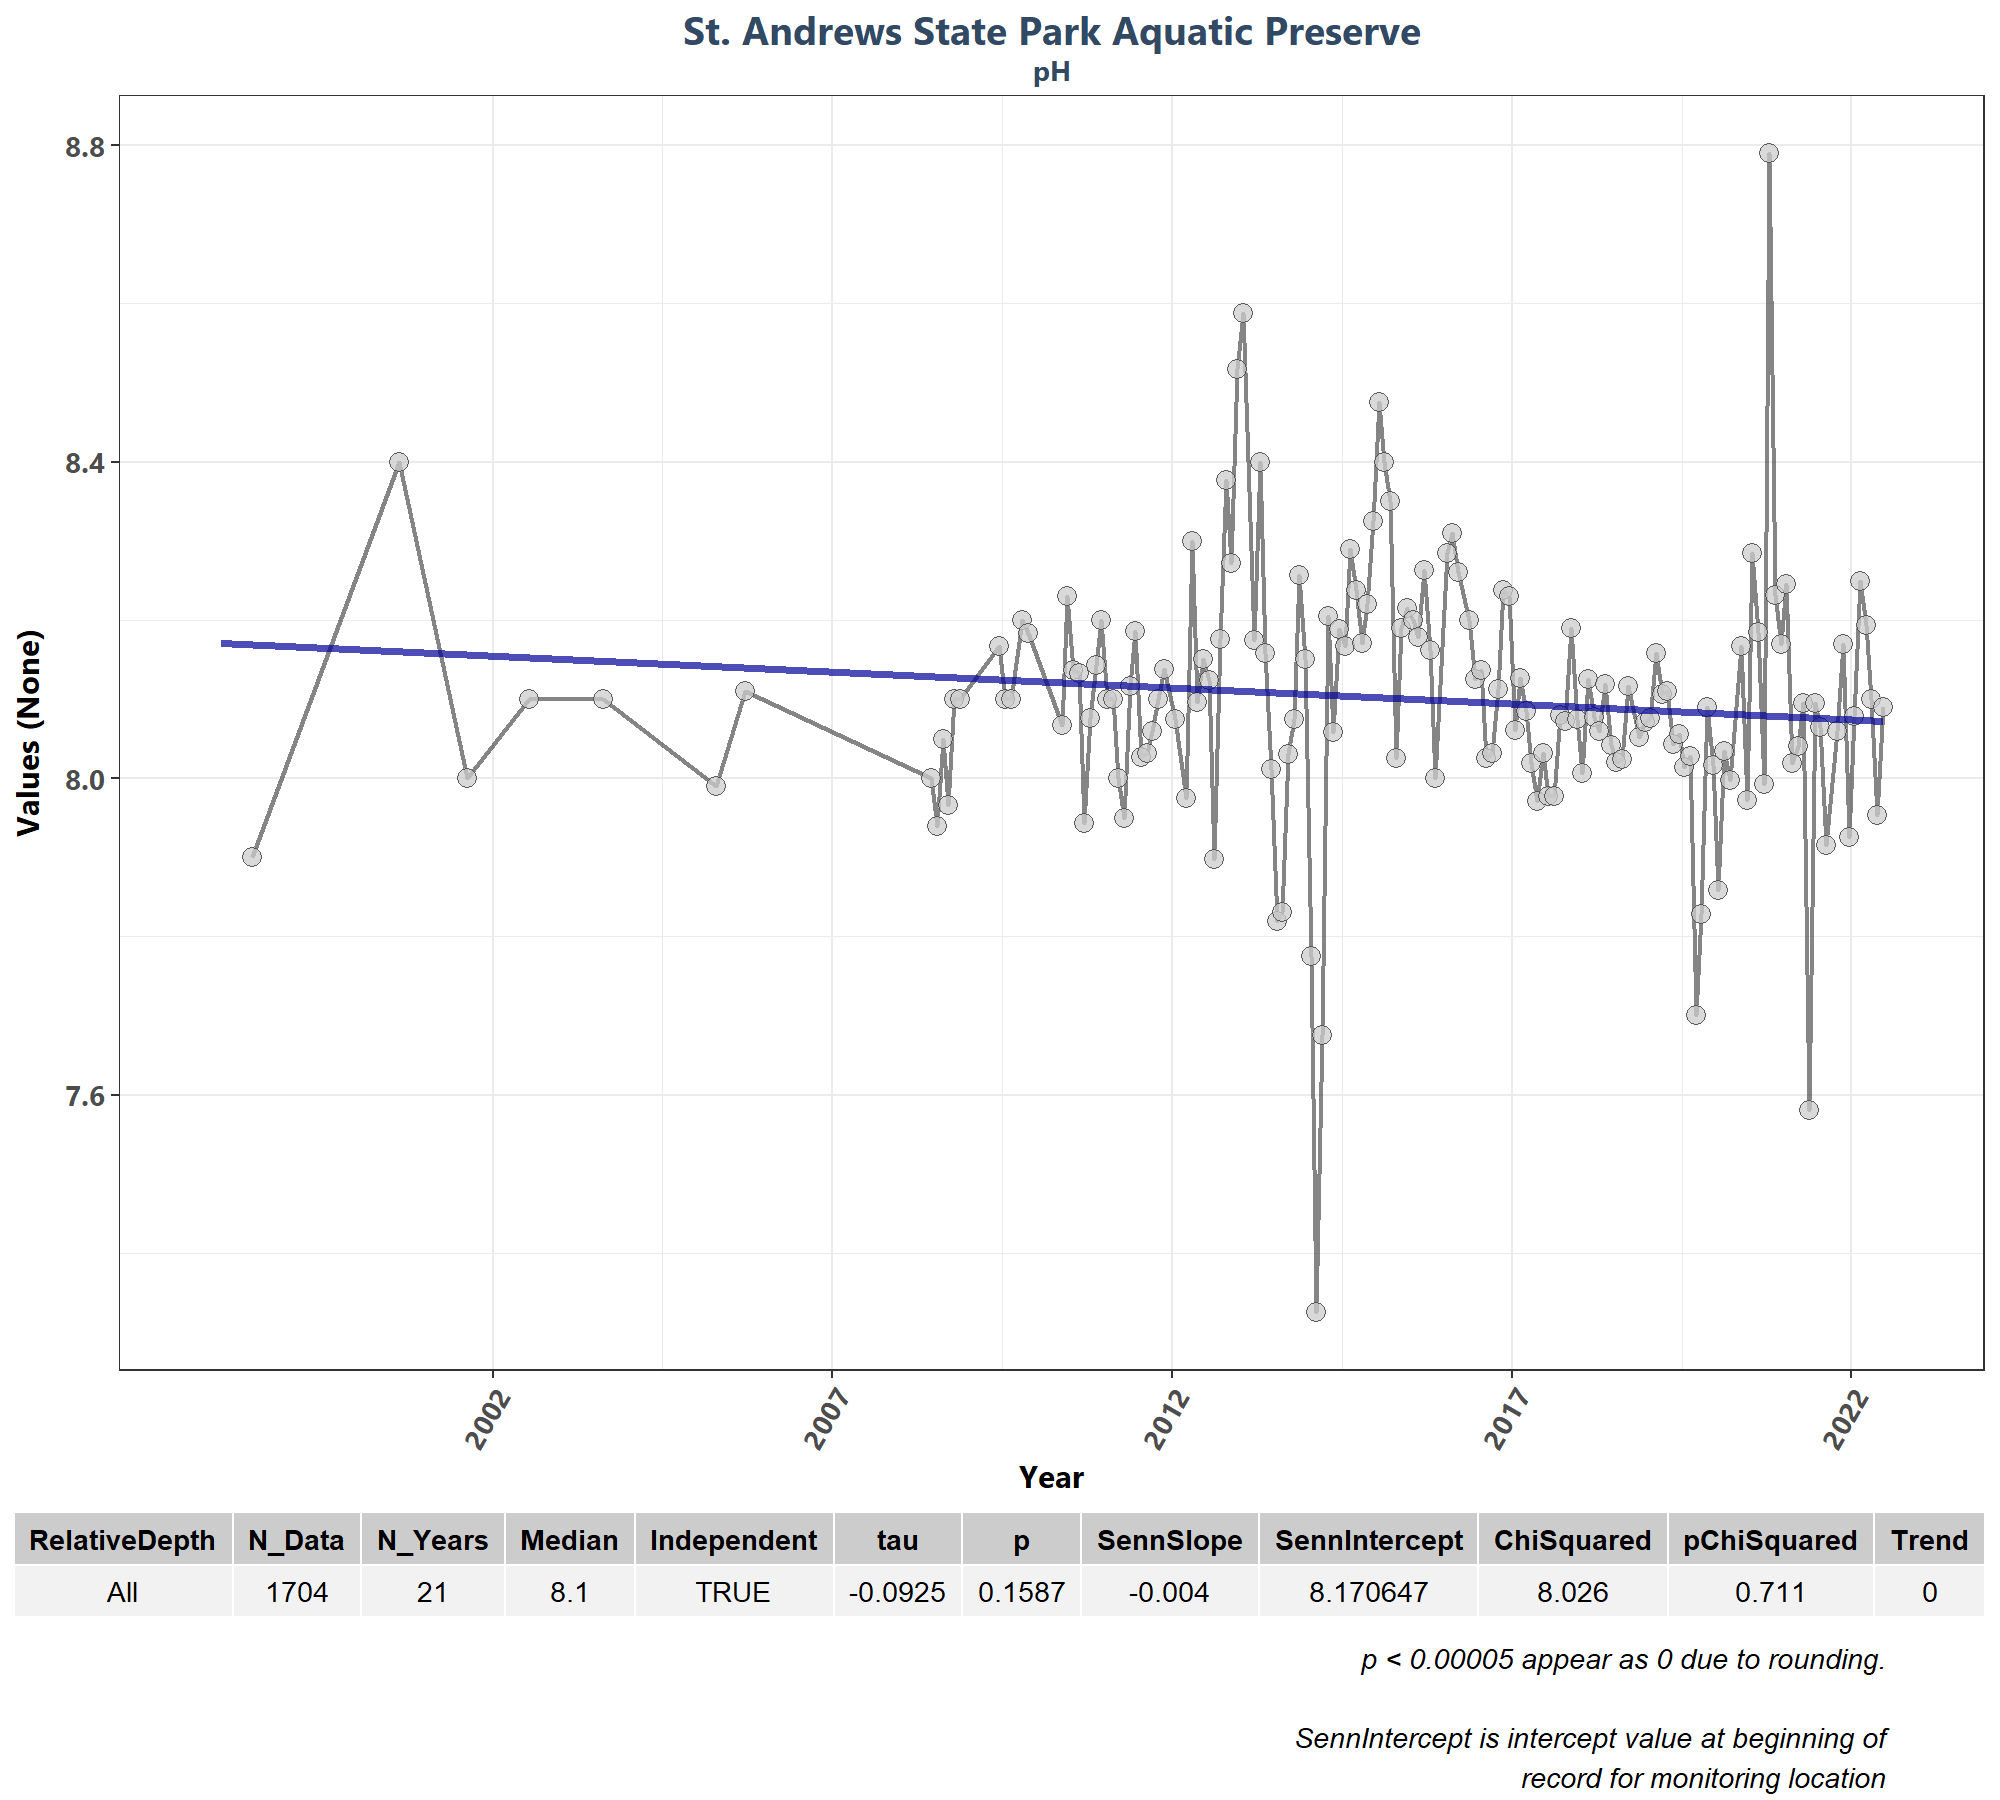 St. Andrews State Park Aquatic Preserve
pH
Values (None)
8.8
8.4
8.0
7.6
2002 2007 2012 2017 2022
Year
RelativeDepth N_Data N_Years Median Independent tau p SennSlope SennIntercept ChiSquared pChiSquared Trend
All 1704 21 8.1 TRUE -0.0925 0.1587 -0.004 8.170647 8.026 0.711 0
p < 0.00005 appear as 0 due to rounding.
SennIntercept is intercept value at beginning of
record for monitoring location